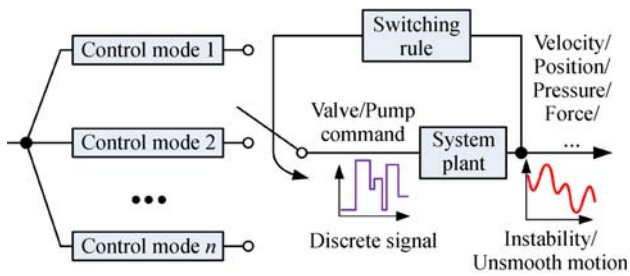 Control mode 1
Switching
rule
Velocity/
Position/
Pressure/
Force/
...
Valve/Pump
command
Control mode 2
System
plant
•••
Control mode n
Discrete signal
Instability/
Unsmooth motion